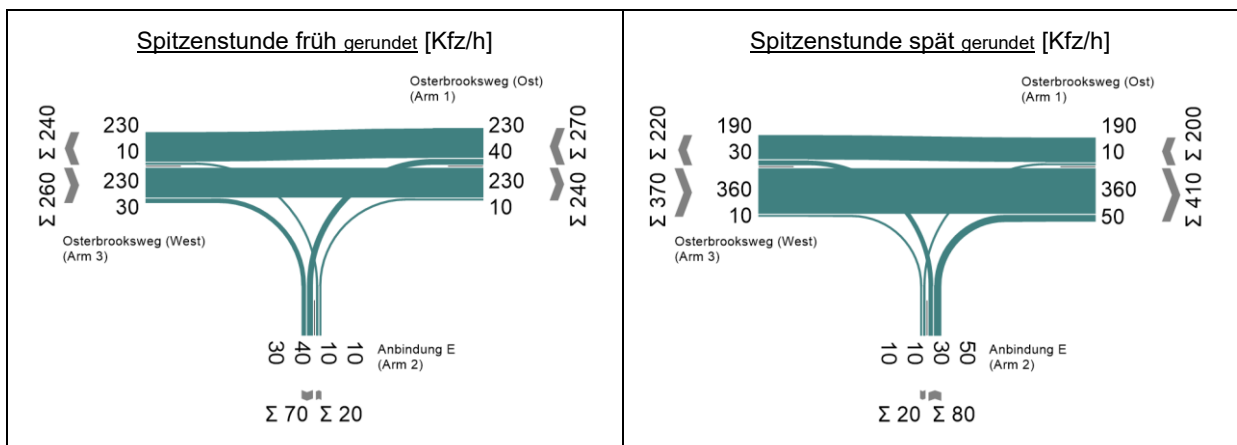 Spitzenstunde früh gerundet [Kfz/h]
Osterbrooksweg (Ost)
(Arm 1)
Σ 240
Σ 260
230
10
230
30
230
40
230
10
Σ 270
Σ 240
Osterbrooksweg (West)
(Arm 3)
30
40
10
10
Anbindung E
(Arm 2)
Σ 70
Σ 20
Spitzenstunde spät gerundet [Kfz/h]
Osterbrooksweg (Ost)
(Arm 1)
Σ 220
Σ 370
190
30
360
10
190
10
360
50
Σ 200
Σ 410
Osterbrooksweg (West)
(Arm 3)
10
10
30
50
Anbindung E
(Arm 2)
Σ 20
Σ 80